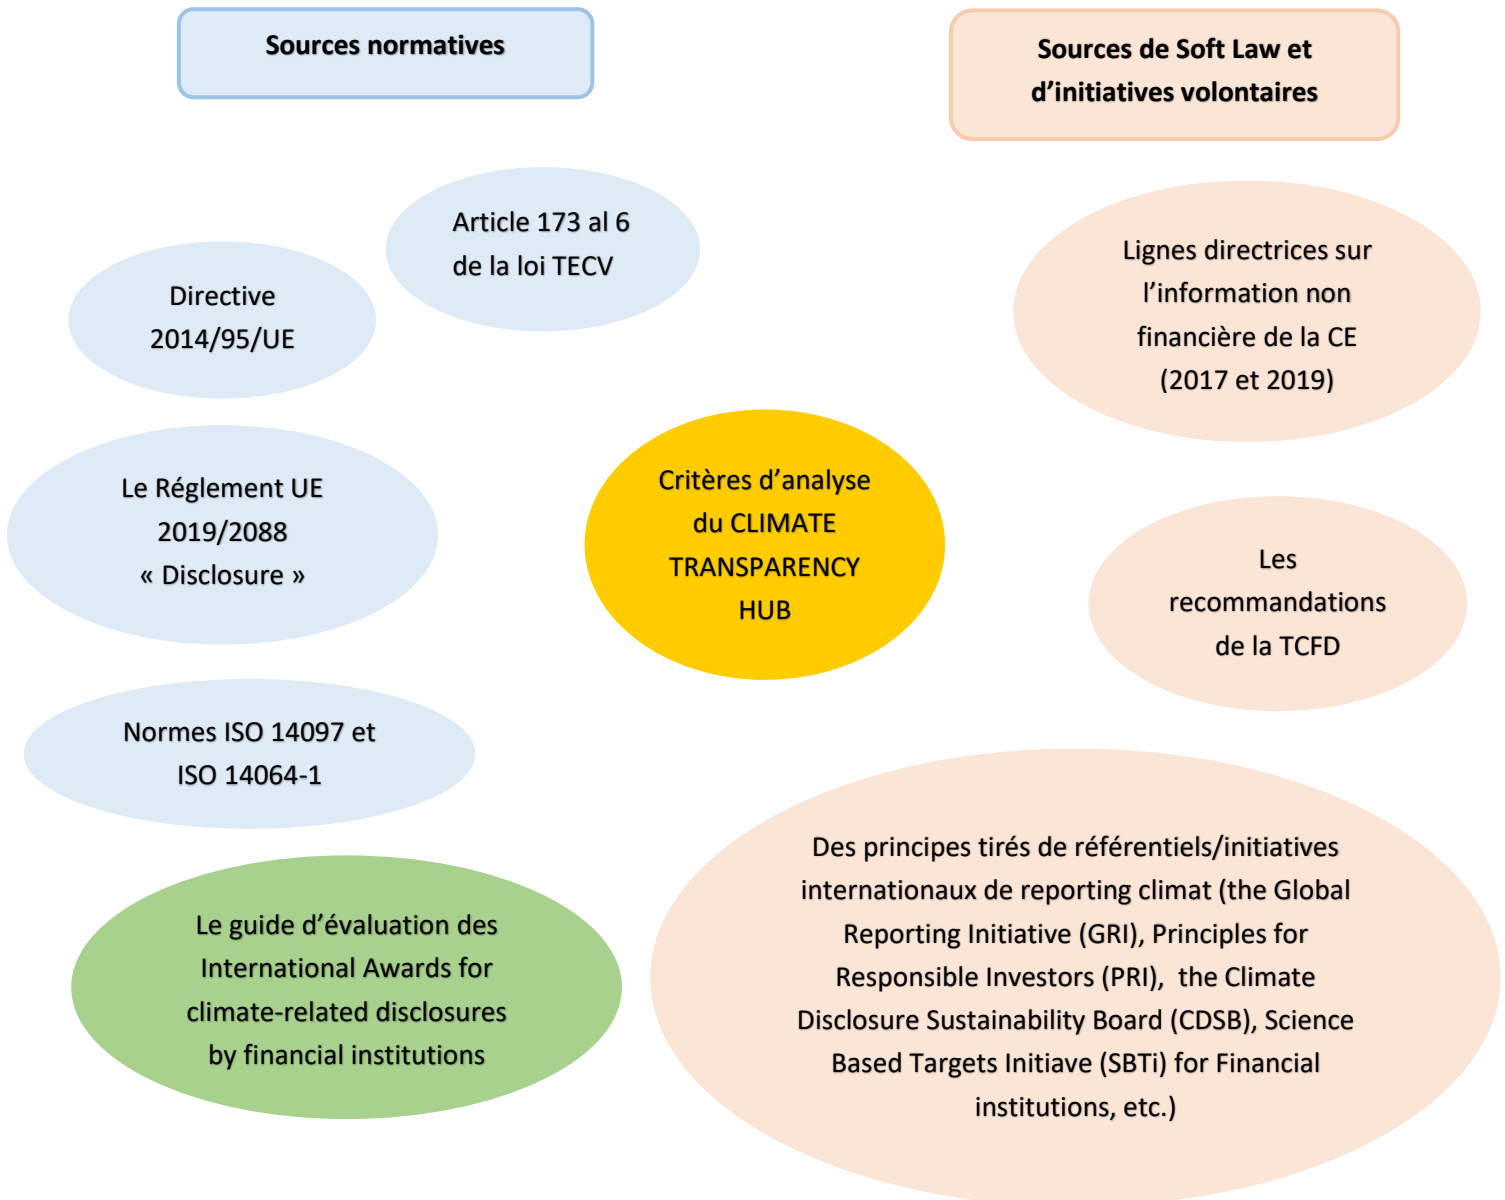 Sources normatives
Sources de Soft Law et
d’initiatives volontaires
Article 173 al 6
de la loi TECV
Directive
2014/95/UE
Lignes directrices sur
l’information non
financière de la CE
(2017 et 2019)
Le Réglement UE
2019/2088
« Disclosure »
Critères d’analyse
du CLIMATE
TRANSPARENCY
HUB
Les
recommandations
de la TCFD
Normes ISO 14097 et
ISO 14064-1
Le guide d’évaluation des
International Awards for
climate-related disclosures
by financial institutions
Des principes tirés de référentiels/initiatives
internationaux de reporting climat (the Global
Reporting Initiative (GRI), Principles for
Responsible Investors (PRI),  the Climate
Disclosure Sustainability Board (CDSB), Science
Based Targets Initiave (SBTi) for Financial
institutions, etc.)